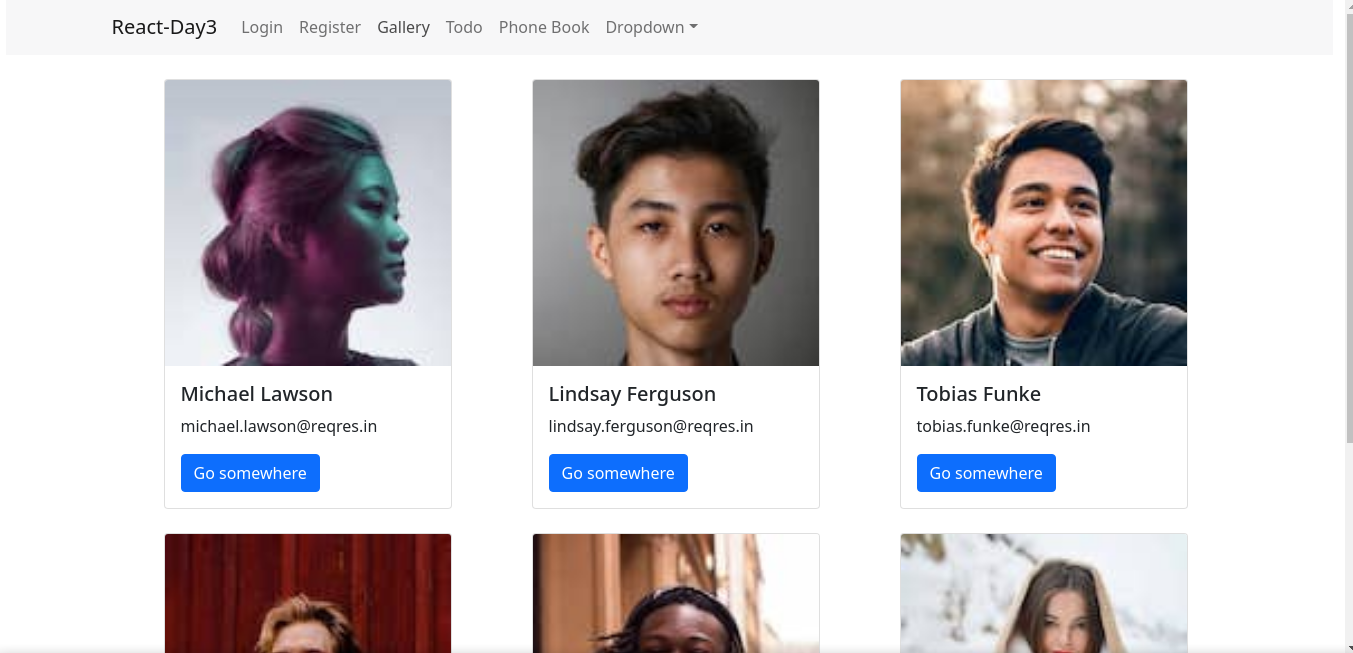 React-Day3 Login Register Gallery Todo Phone Book Dropdown
Michael Lawson
michael.lawson@reqres.in
Go somewhere
Lindsay Ferguson
lindsay.ferguson@reqres.in
Go somewhere
Tobias Funke
tobias.funke@reqres.in
Go somewhere